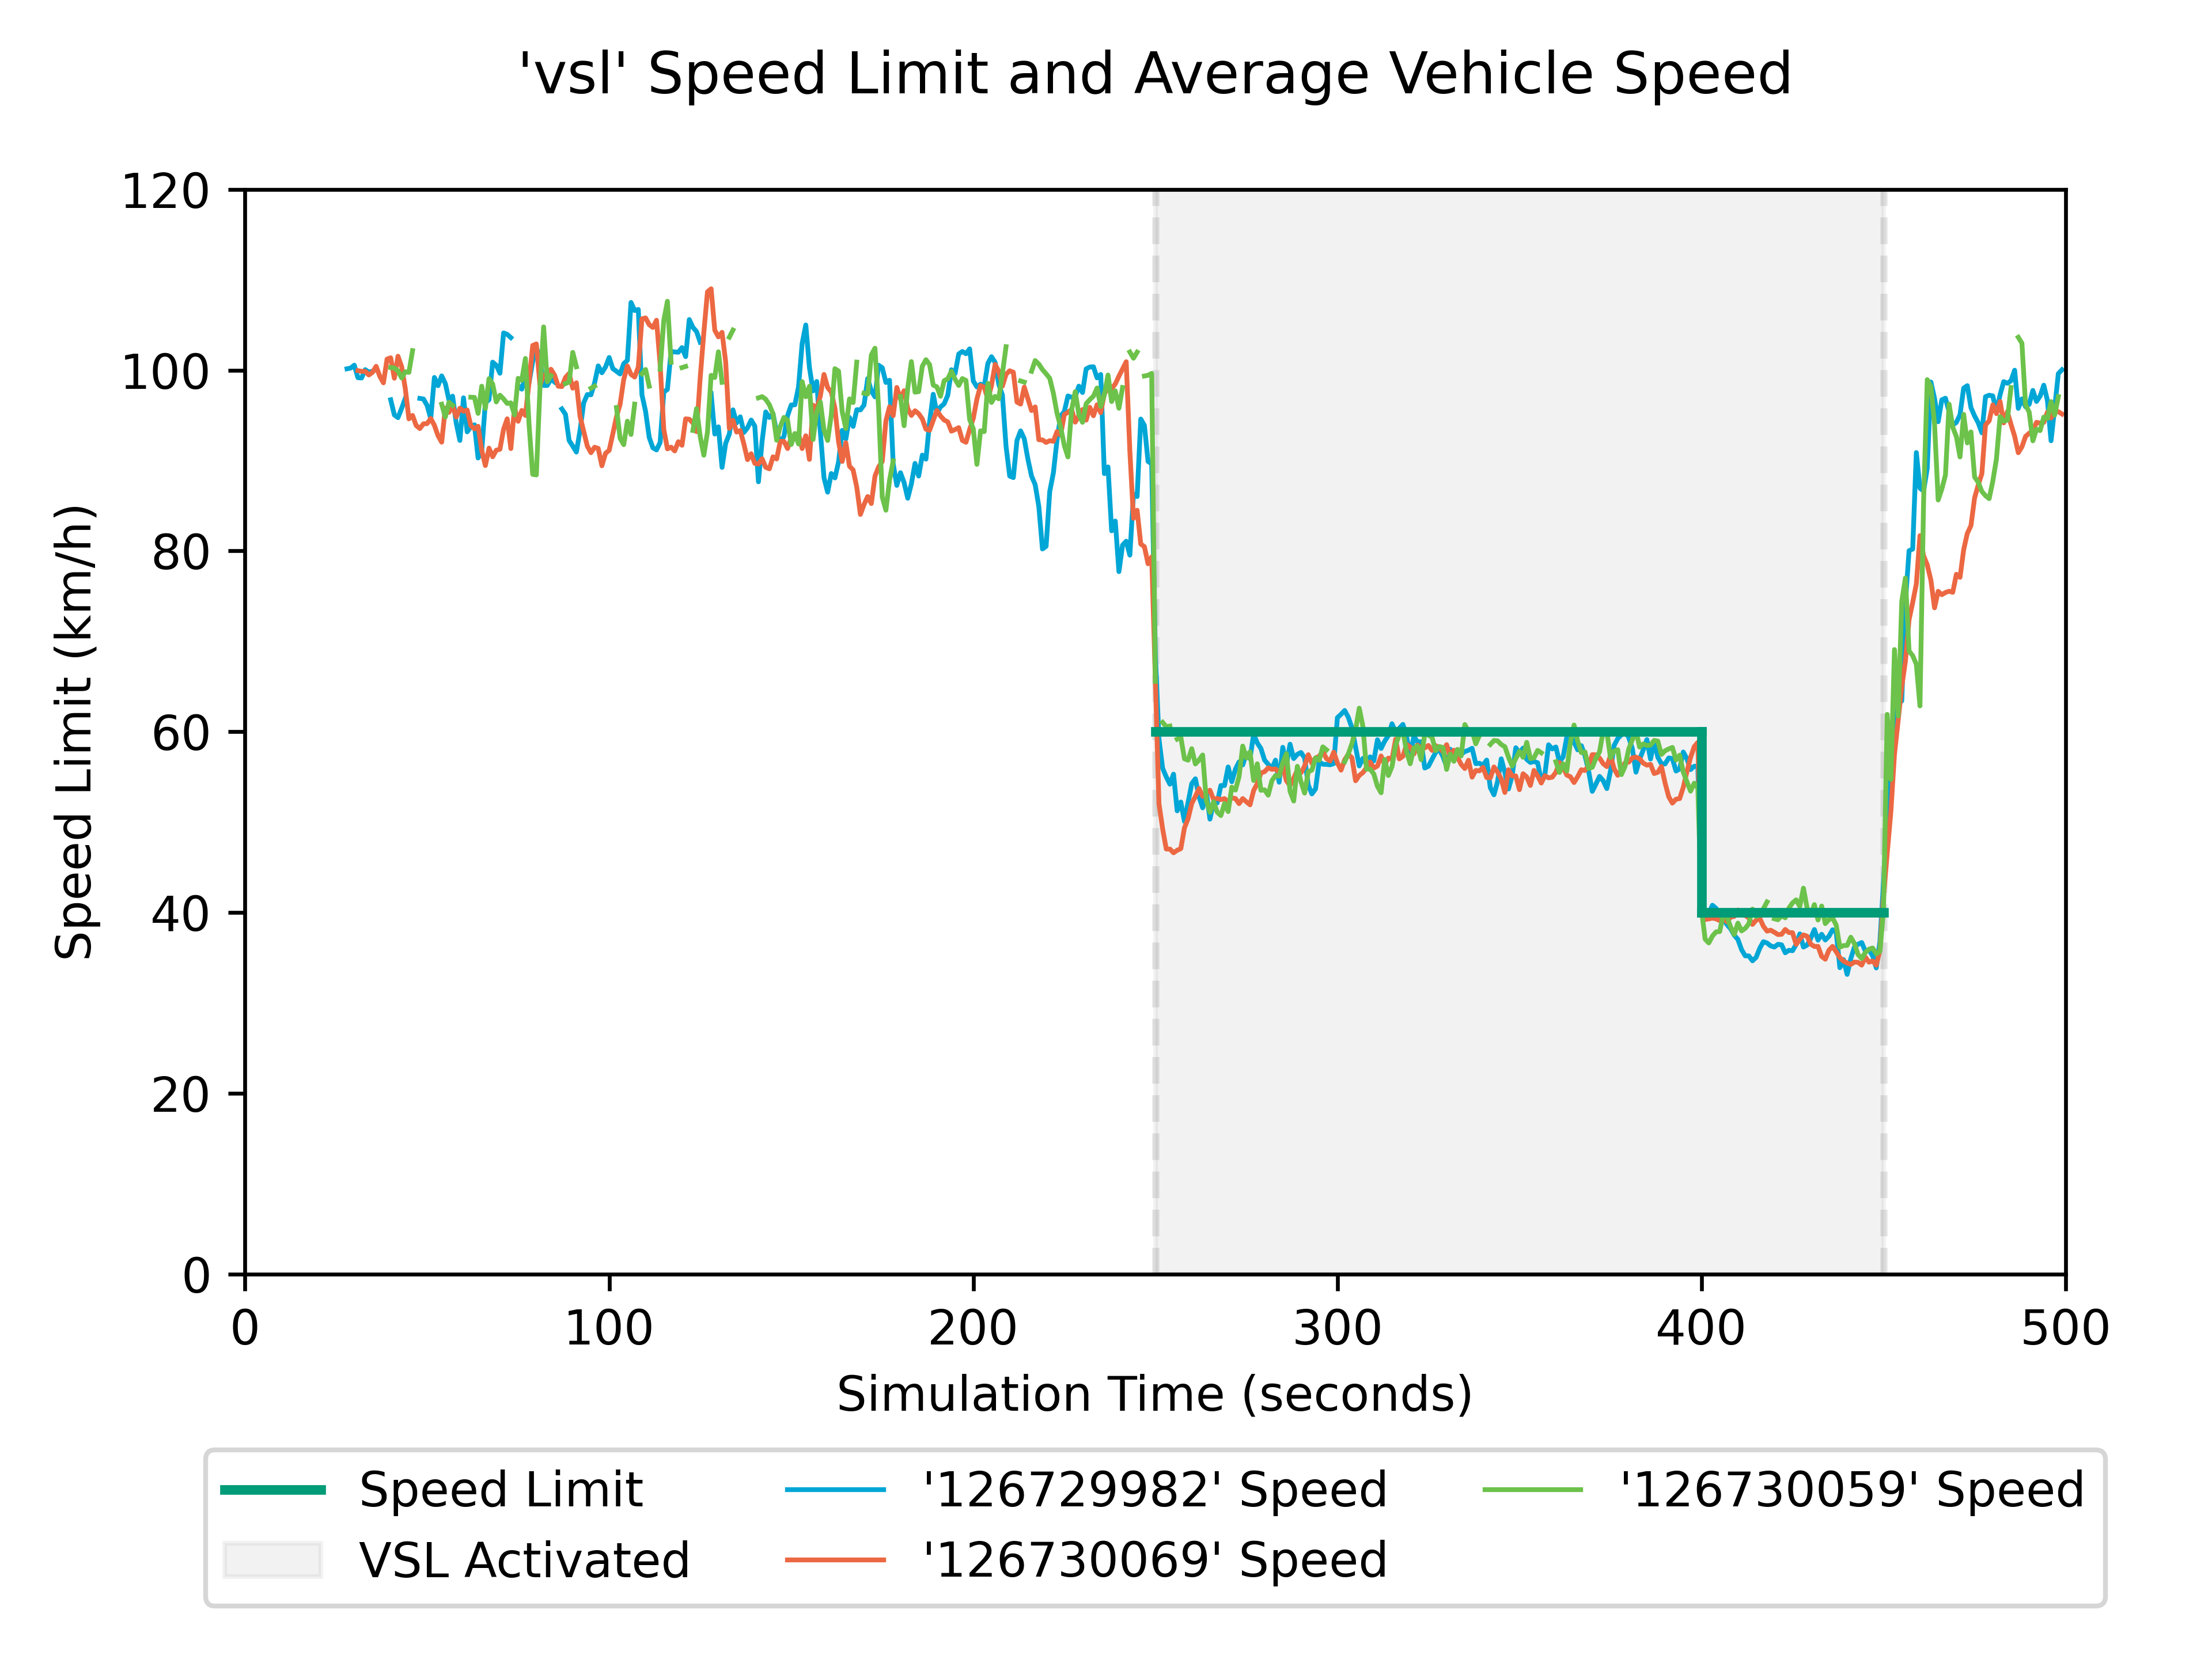 'vsl' Speed Limit and Average Vehicle Speed
120
100
80
60
40
20
0
Speed Limit (km/h)
0 100 200 300 400 500
Simulation Time (seconds)
Speed Limit '126729982' Speed '126730059' Speed
VSL Activated '126730069' Speed